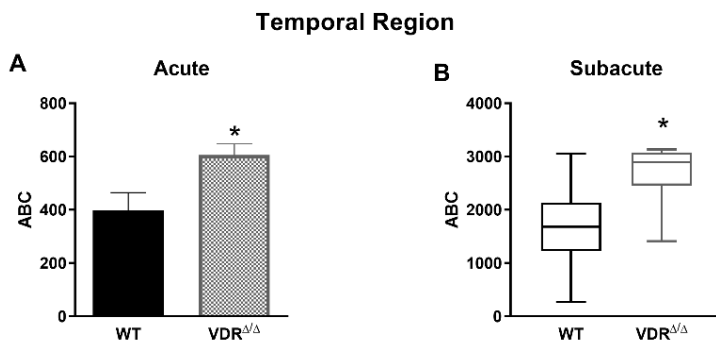 Temporal Region
A
Acute
800
600
400
200
0
ABC
*
WT
VDR^Δ/Δ
B
Subacute
4000
3000
2000
1000
0
ABC
*
WT
VDR^Δ/Δ